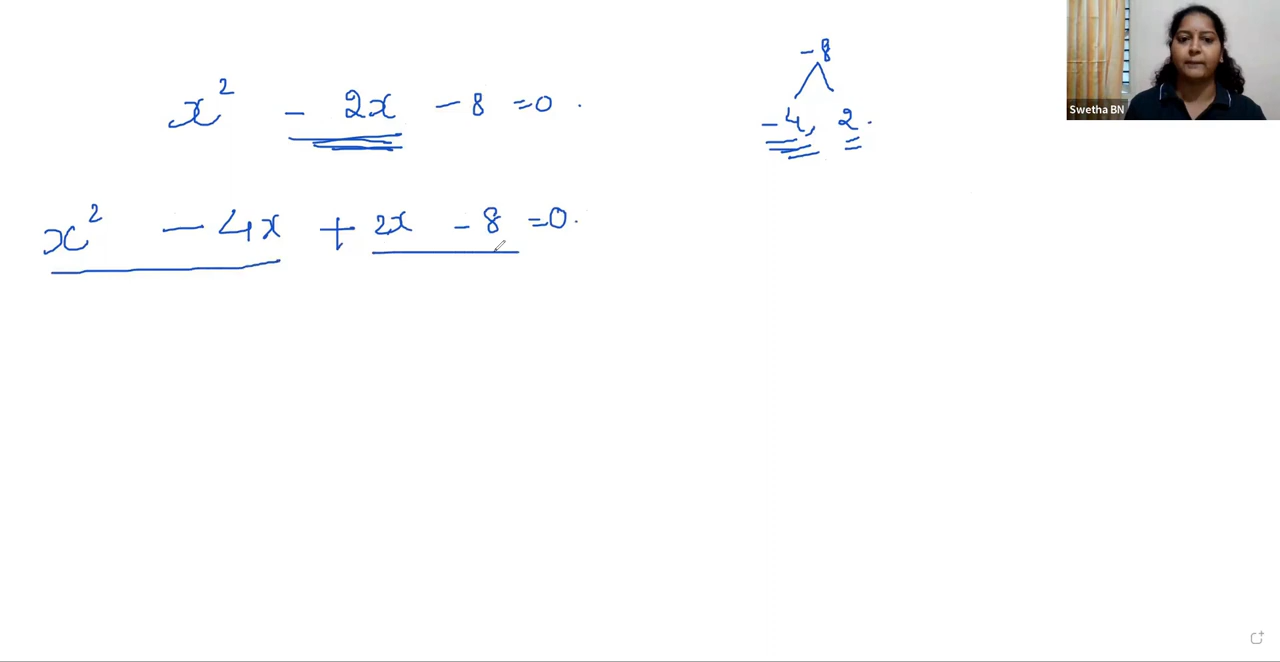 x² - 2x - 8 = 0.
-8
-4, 2.
x² - 4x + 2x - 8 = 0.
Swetha BN